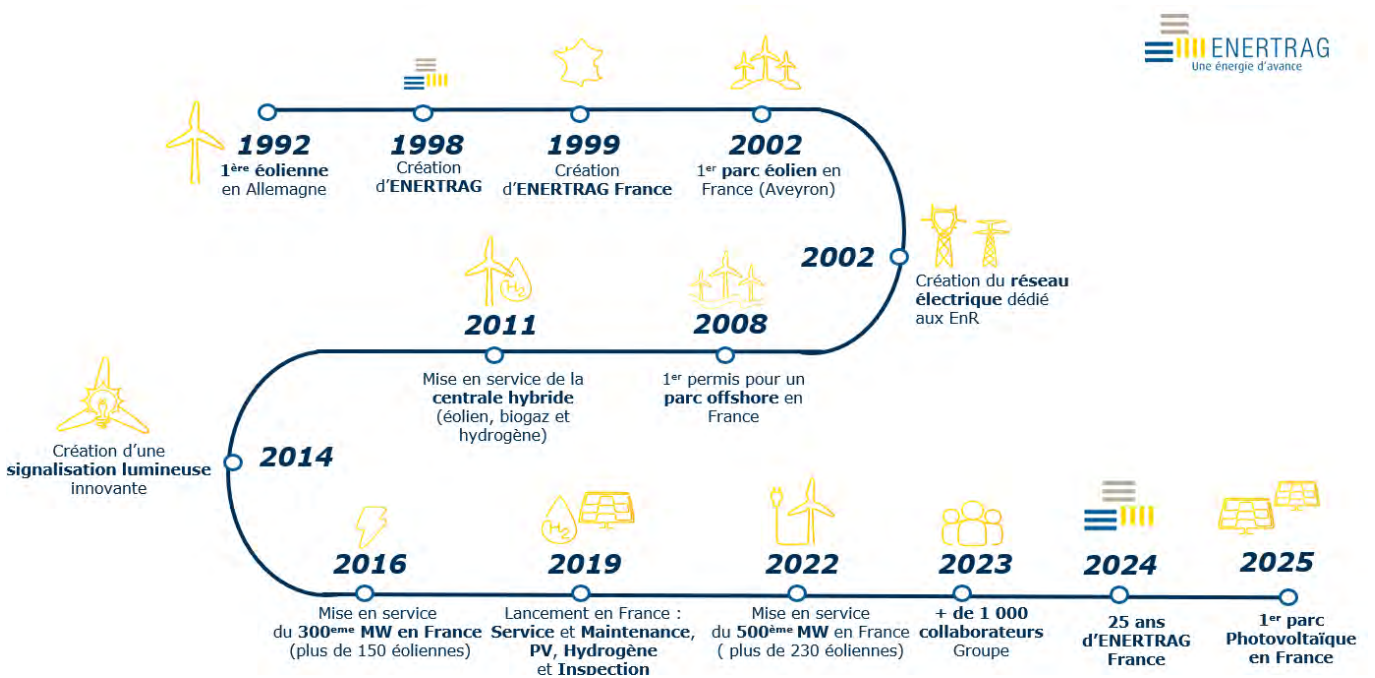 ENERTRAG
Une énergie d'avance
1992
1ère éolienne
en Allemagne
1998
Création
d'ENERTRAG
1999
Création
d'ENERTRAG France
2002
1er parc éolien en
France (Aveyron)
2002
Création du réseau
électrique dédié
aux EnR
2008
1er permis pour un
parc offshore en
France
H2
2011
Mise en service de la
centrale hybride
(éolien, biogaz et
hydrogène)
2014
Création d'une
signalisation lumineuse
innovante
2016
Mise en service
du 300eme MW en France
(plus de 150 éoliennes)
H2
2019
Lancement en France :
Service et Maintenance,
PV, Hydrogène
et Inspection
2022
Mise en service
du 500ème MW en France
( plus de 230 éoliennes)
2023
+ de 1 000
collaborateurs
Groupe
2024
25 ans
d'ENERTRAG
France
2025
1er parc
Photovoltaïque
en France